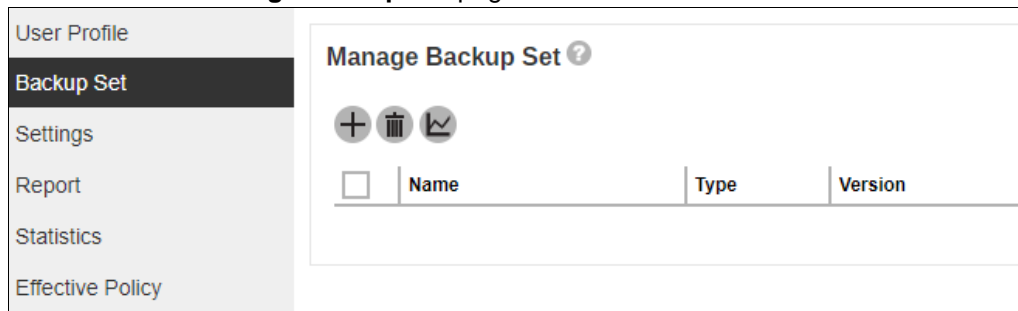 User Profile
Backup Set
Settings
Report
Statistics
Effective Policy
Manage Backup Set ?
Name Type Version